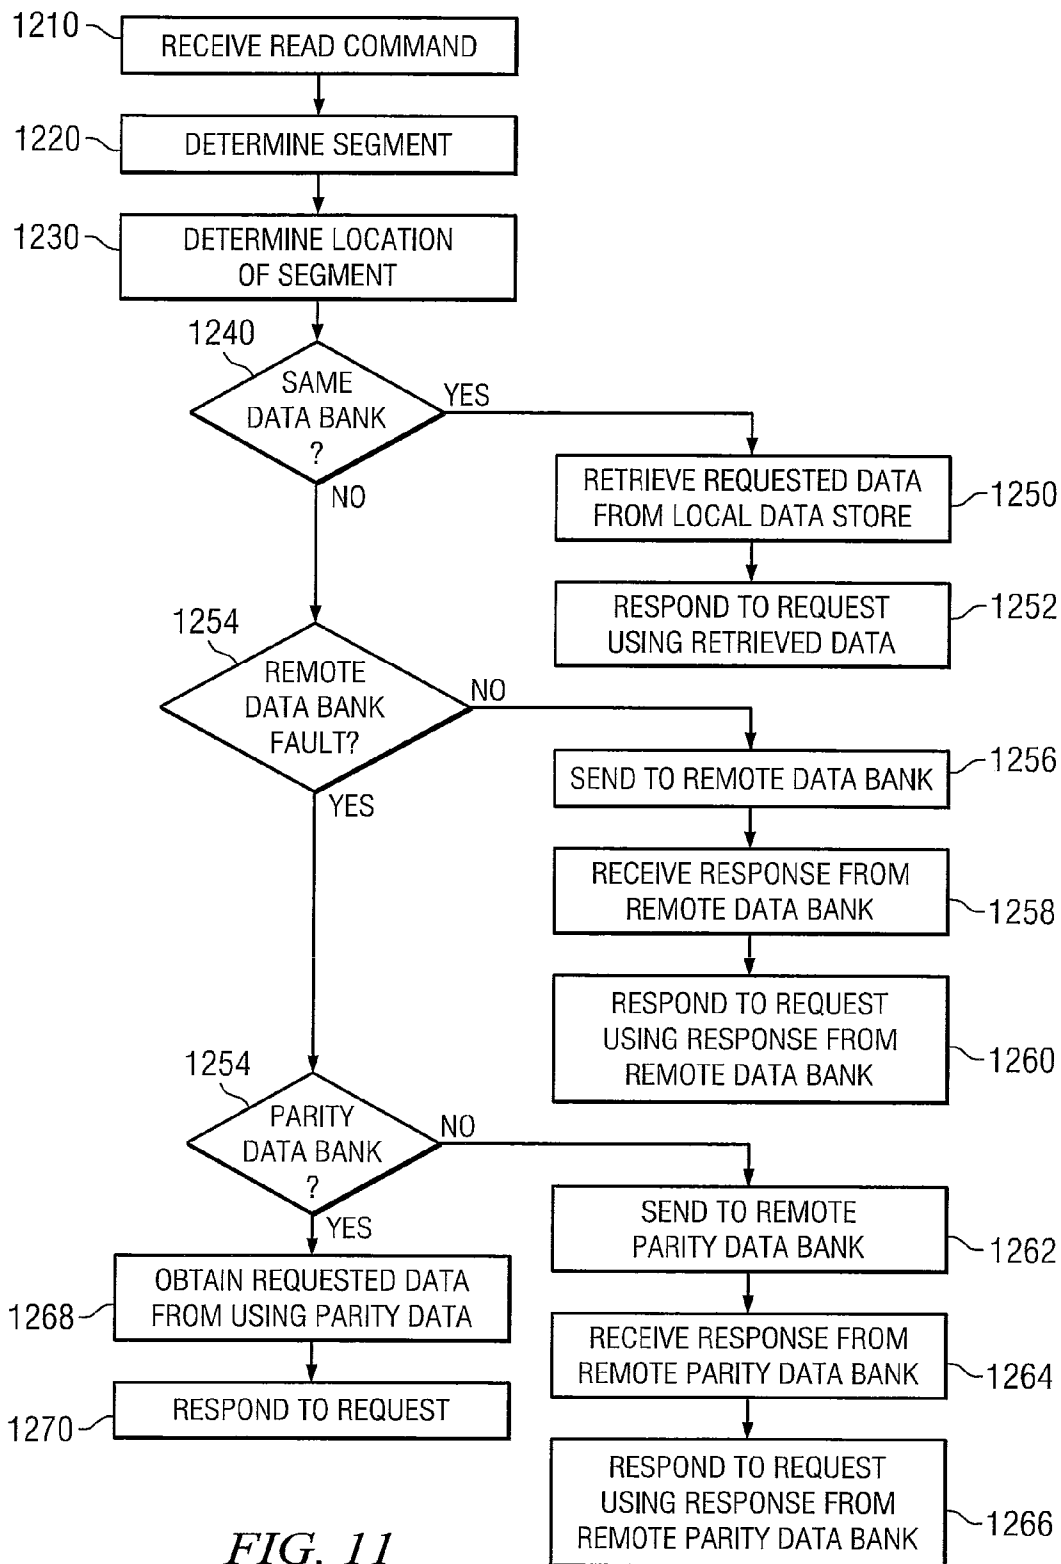 1210
RECEIVE READ COMMAND
1220
DETERMINE SEGMENT
1230
DETERMINE LOCATION
OF SEGMENT
1240
SAME
DATA BANK
?
YES
NO
RETRIEVE REQUESTED DATA
FROM LOCAL DATA STORE
1250
RESPOND TO REQUEST
USING RETRIEVED DATA
1252
1254
REMOTE
DATA BANK
FAULT?
NO
YES
SEND TO REMOTE DATA BANK
1256
RECEIVE RESPONSE FROM
REMOTE DATA BANK
1258
RESPOND TO REQUEST
USING RESPONSE FROM
REMOTE DATA BANK
1260
1254
PARITY
DATA BANK
?
NO
YES
SEND TO REMOTE
PARITY DATA BANK
1262
OBTAIN REQUESTED DATA
FROM USING PARITY DATA
1268
RECEIVE RESPONSE FROM
REMOTE PARITY DATA BANK
1264
RESPOND TO REQUEST
1270
RESPOND TO REQUEST
USING RESPONSE FROM
REMOTE PARITY DATA BANK
1266
FIG. 11